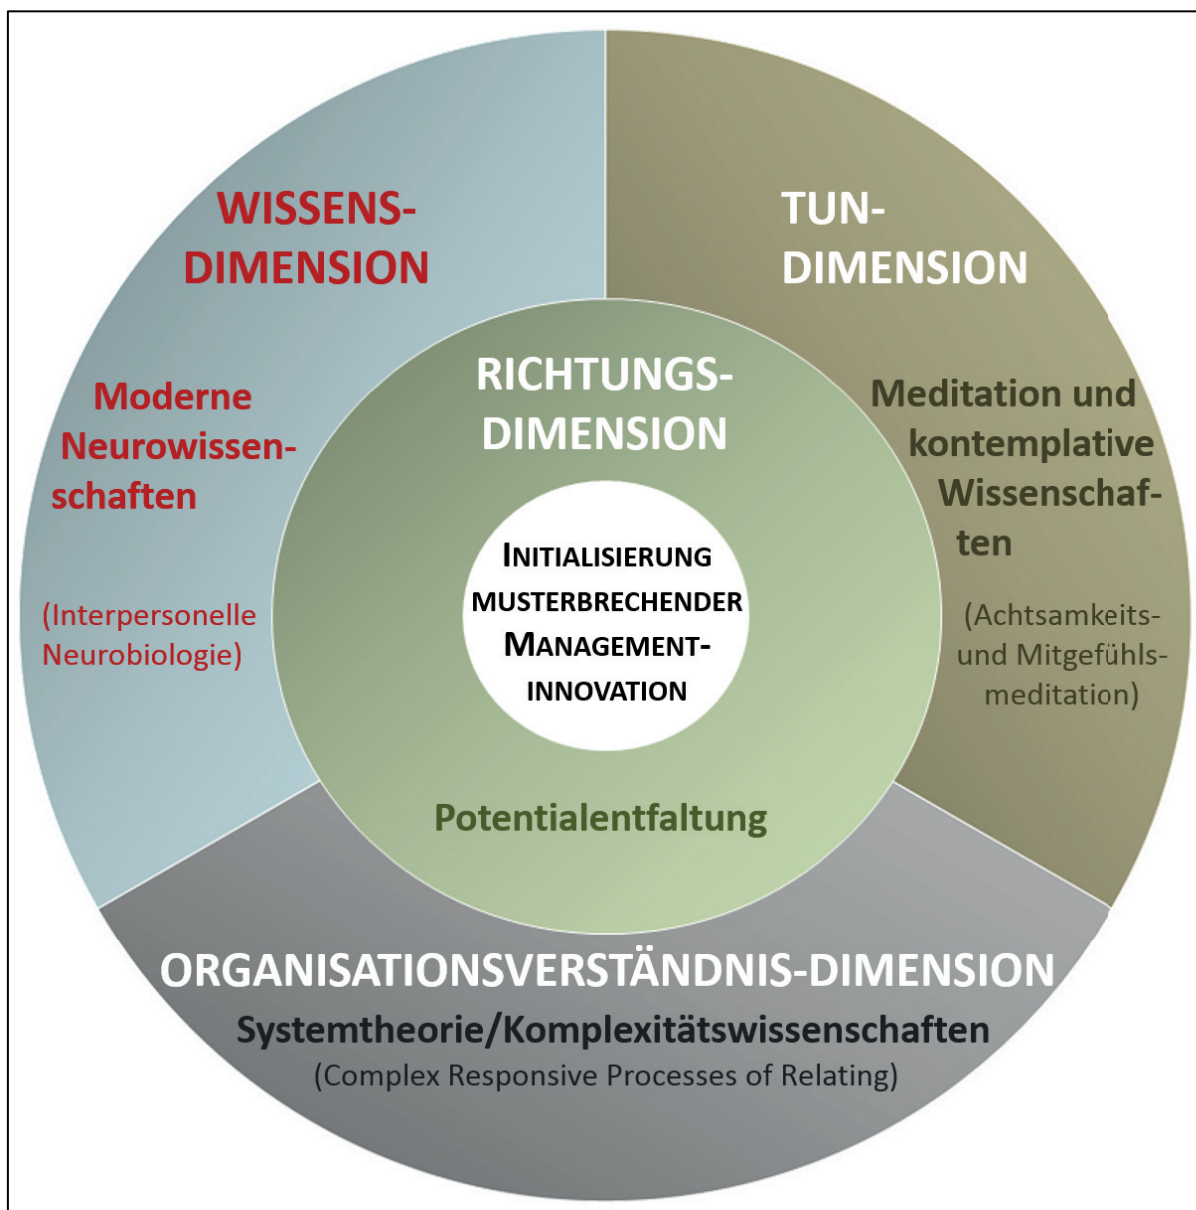 WISSENS-
DIMENSION
Moderne
Neurowissen-
schaften
(Interpersonelle
Neurobiologie)
TUN-
DIMENSION
Meditation und
kontemplative
Wissenschaf-
ten
(Achtsamkeits-
und Mitgefühls-
meditation)
RICHTUNGS-
DIMENSION
INITIALISIERUNG
MUSTERBRECHENDER
MANAGEMENT-
INNOVATION
Potentialentfaltung
ORGANISATIONSVERSTÄNDNIS-DIMENSION
Systemtheorie/Komplexitätswissenschaften
(Complex Responsive Processes of Relating)